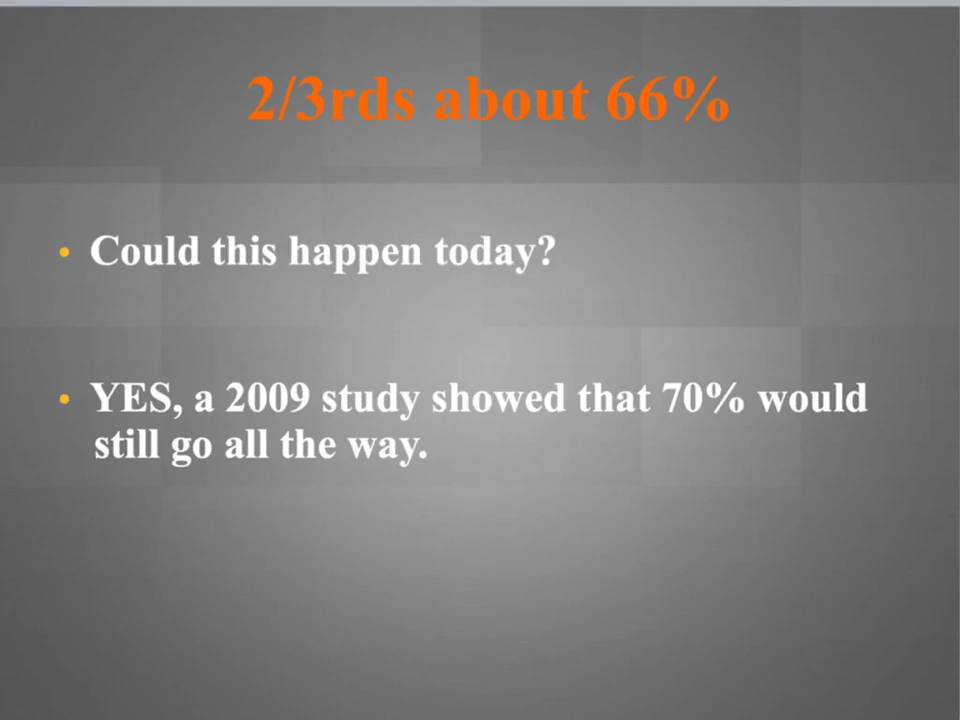 2/3rds about 66%
• Could this happen today?
• YES, a 2009 study showed that 70% would
still go all the way.